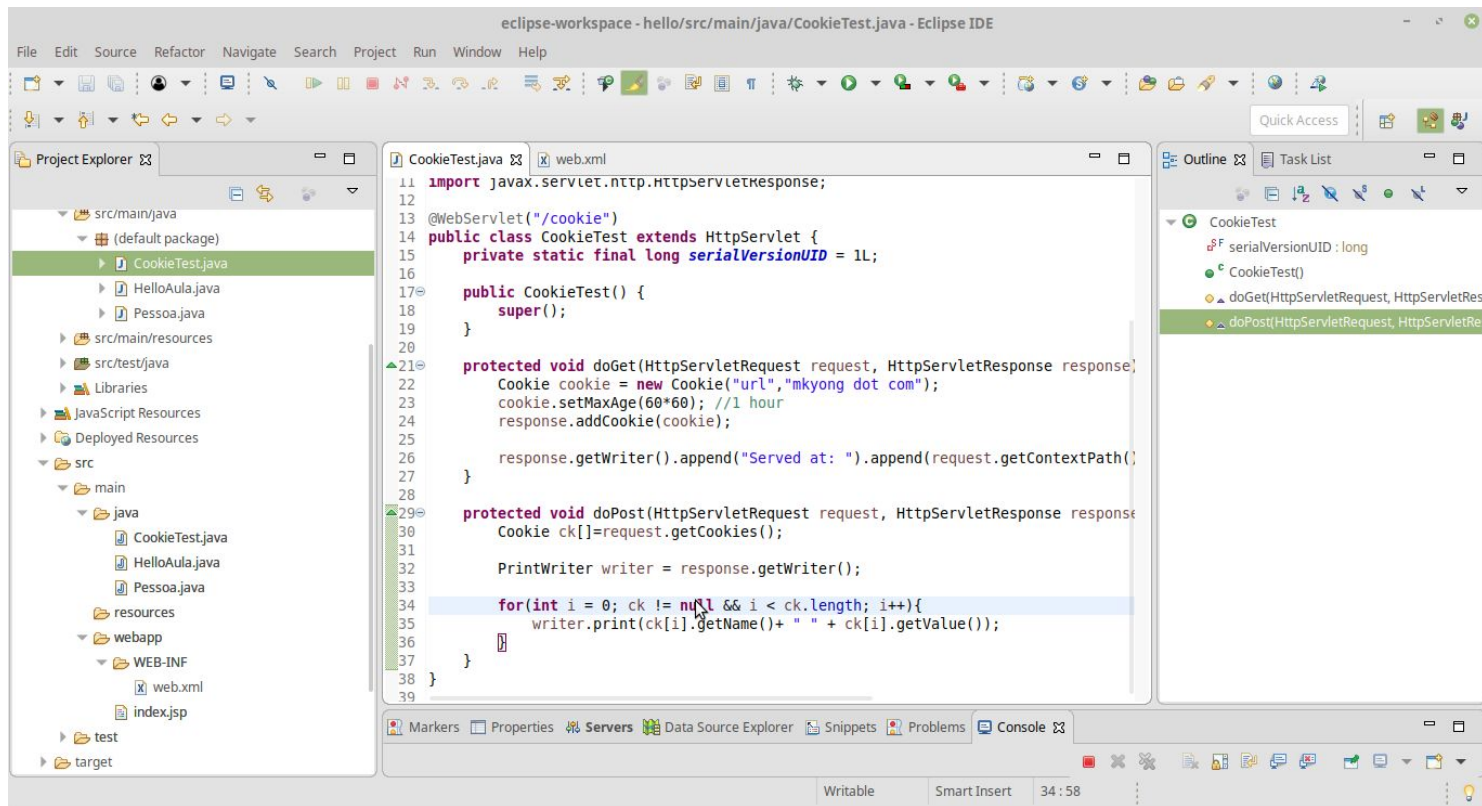 eclipse-workspace - hello/src/main/java/CookieTest.java - Eclipse IDE
File Edit Source Refactor Navigate Search Project Run Window Help
Quick Access
Project Explorer
src/main/java
(default package)
CookieTest.java
HelloAula.java
Pessoa.java
src/main/resources
src/test/java
Libraries
JavaScript Resources
Deployed Resources
src
main
java
CookieTest.java
HelloAula.java
Pessoa.java
resources
webapp
WEB-INF
web.xml
index.jsp
test
target
CookieTest.java web.xml
11 import javax.servlet.http.HttpServletResponse;
12
13 @WebServlet("/cookie")
14 public class CookieTest extends HttpServlet {
15 private static final long serialVersionUID = 1L;
16
17 public CookieTest() {
18 super();
19 }
20
21 protected void doGet(HttpServletRequest request, HttpServletResponse response)
22 Cookie cookie = new Cookie("url","mkyong dot com");
23 cookie.setMaxAge(60*60); //1 hour
24 response.addCookie(cookie);
25
26 response.getWriter().append("Served at: ").append(request.getContextPath()
27 }
28
29 protected void doPost(HttpServletRequest request, HttpServletResponse response
30 Cookie ck[]=request.getCookies();
31
32 PrintWriter writer = response.getWriter();
33
34 for(int i = 0; ck != null && i < ck.length; i++){
35 writer.print(ck[i].getName()+ " " + ck[i].getValue());
36 }
37 }
38 }
39
Outline Task List
CookieTest
serialVersionUID : long
CookieTest()
doGet(HttpServletRequest, HttpServletRes
doPost(HttpServletRequest, HttpServletRe
Markers Properties Servers Data Source Explorer Snippets Problems Console
Writable Smart Insert 34 : 58